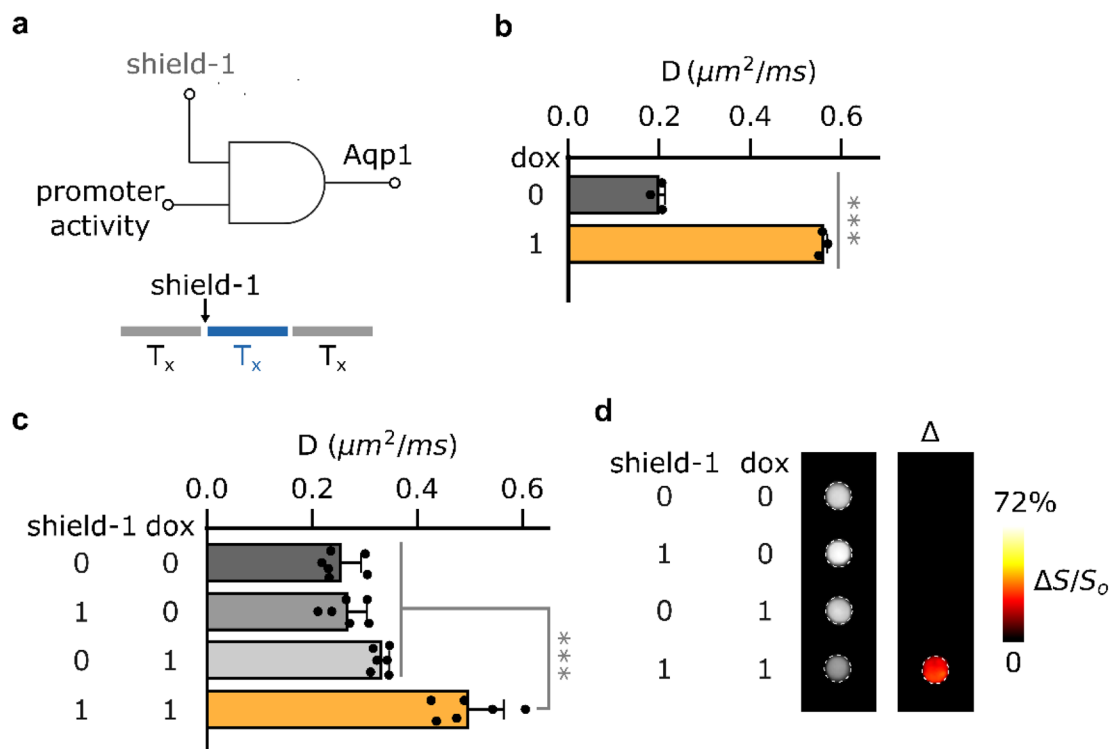 a
shield-1
Aqp1
promoter
activity
shield-1
Tx Tx Tx
b
D (μm²/ms)
0.0 0.2 0.4 0.6
dox
0
1
***
c
D (μm²/ms)
0.0 0.2 0.4 0.6
shield-1 dox
0 0
1 0
0 1
1 1
***
d
Δ
shield-1 dox
0 0
1 0
0 1
1 1
72%
ΔS/So
0